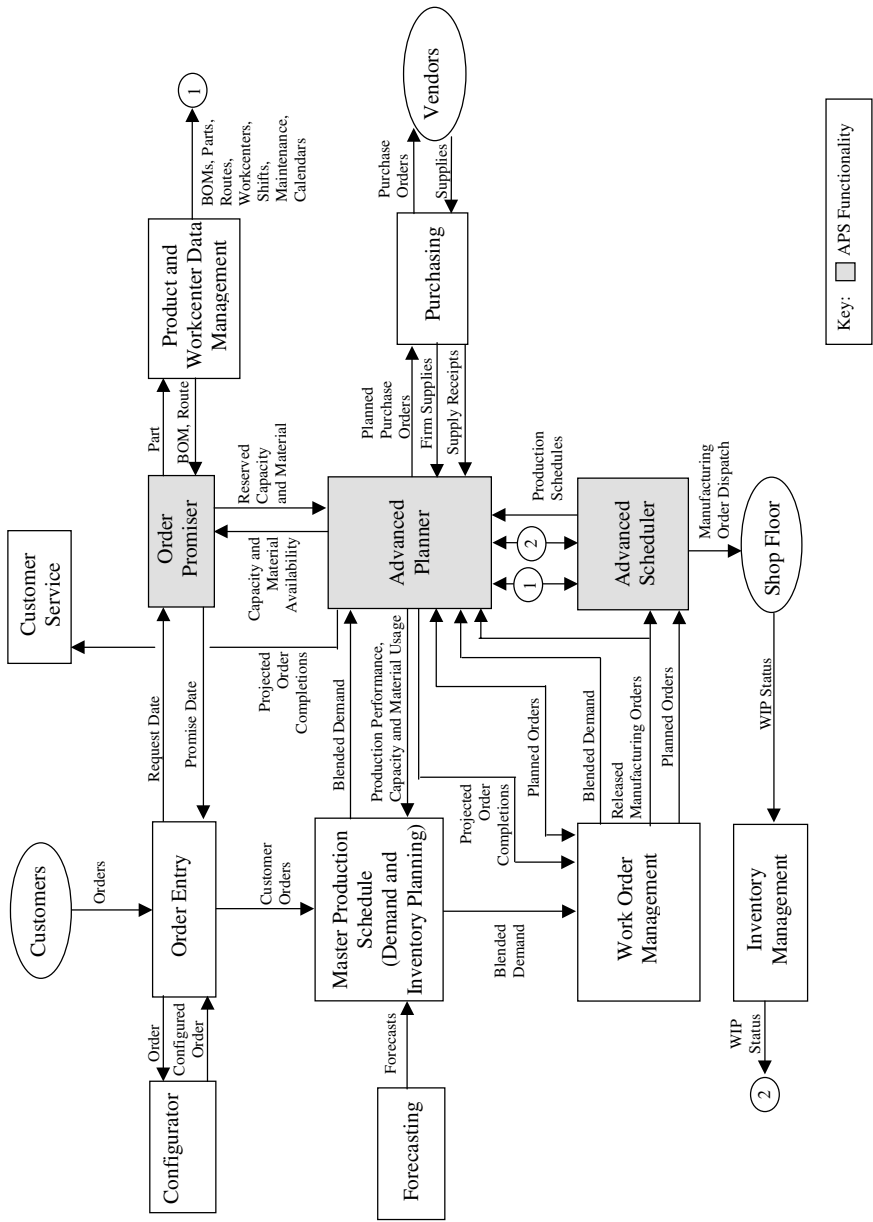 Customers
Orders
Customer
Service
Configurator
Order
Configured
Order
Order Entry
Request Date
Promise Date
Order
Promiser
Part
BOM, Route
Product and
Workcenter Data
Management
1
BOMs, Parts,
Routes,
Workcenters,
Shifts,
Maintenance,
Calendars
Customer
Orders
Projected
Order
Completions
Capacity and
Material
Availability
Reserved
Capacity
and Material
Forecasting
Forecasts
Master Production
Schedule
(Demand and
Inventory Planning)
Blended Demand
Production Performance,
Capacity and Material Usage
Advanced
Planner
Planned
Purchase
Orders
Firm Supplies
Supply Receipts
Purchasing
Purchase
Orders
Supplies
Vendors
Blended
Demand
Projected
Order
Completions
Planned Orders
1
2
Production
Schedules
Work Order
Management
Blended Demand
Released
Manufacturing Orders
Planned Orders
Advanced
Scheduler
Manufacturing
Order Dispatch
2
WIP
Status
Inventory
Management
WIP Status
Shop Floor
Key:
APS Functionality